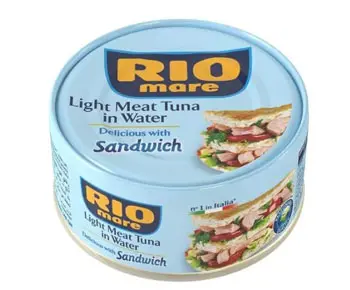 RIO
mare
Light Meat Tuna
in Water
Delicious with
Sandwich
RIO
mare
Light Meat Tuna
in Water
Delicious with
Sandwich
n° 1 in Italia*